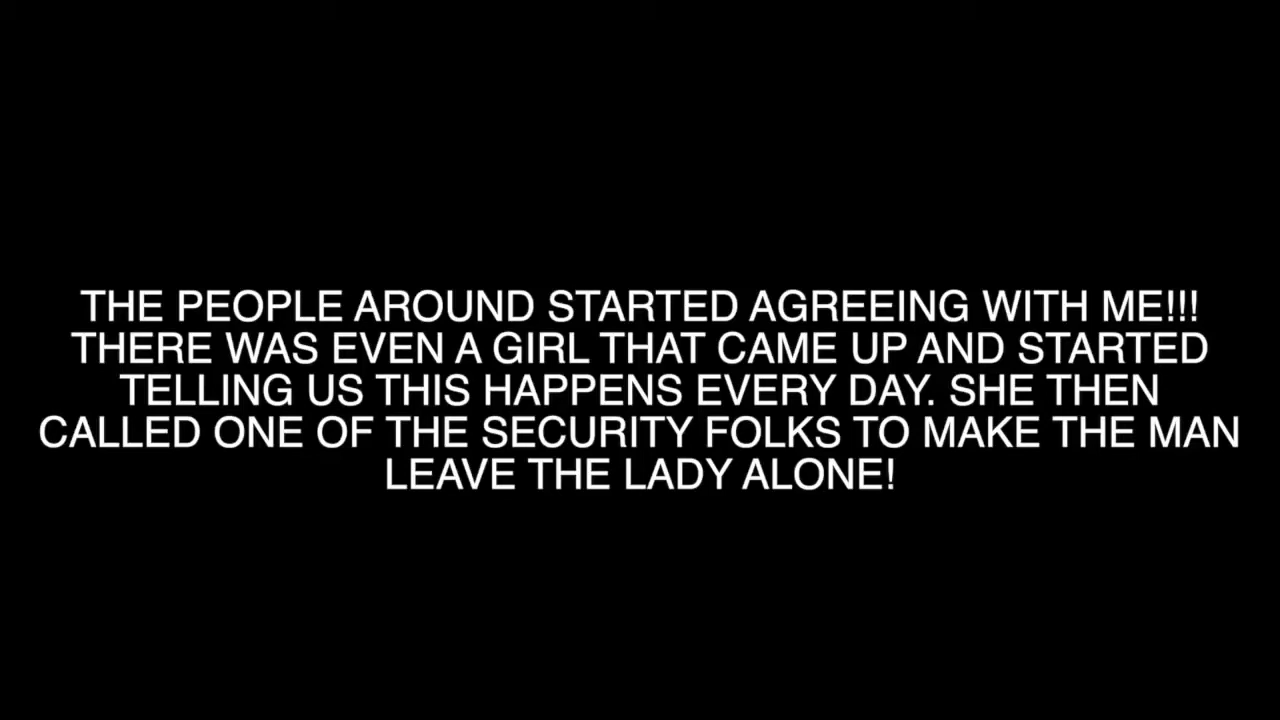 THE PEOPLE AROUND STARTED AGREEING WITH ME!!!
THERE WAS EVEN A GIRL THAT CAME UP AND STARTED
TELLING US THIS HAPPENS EVERY DAY. SHE THEN
CALLED ONE OF THE SECURITY FOLKS TO MAKE THE MAN
LEAVE THE LADY ALONE!